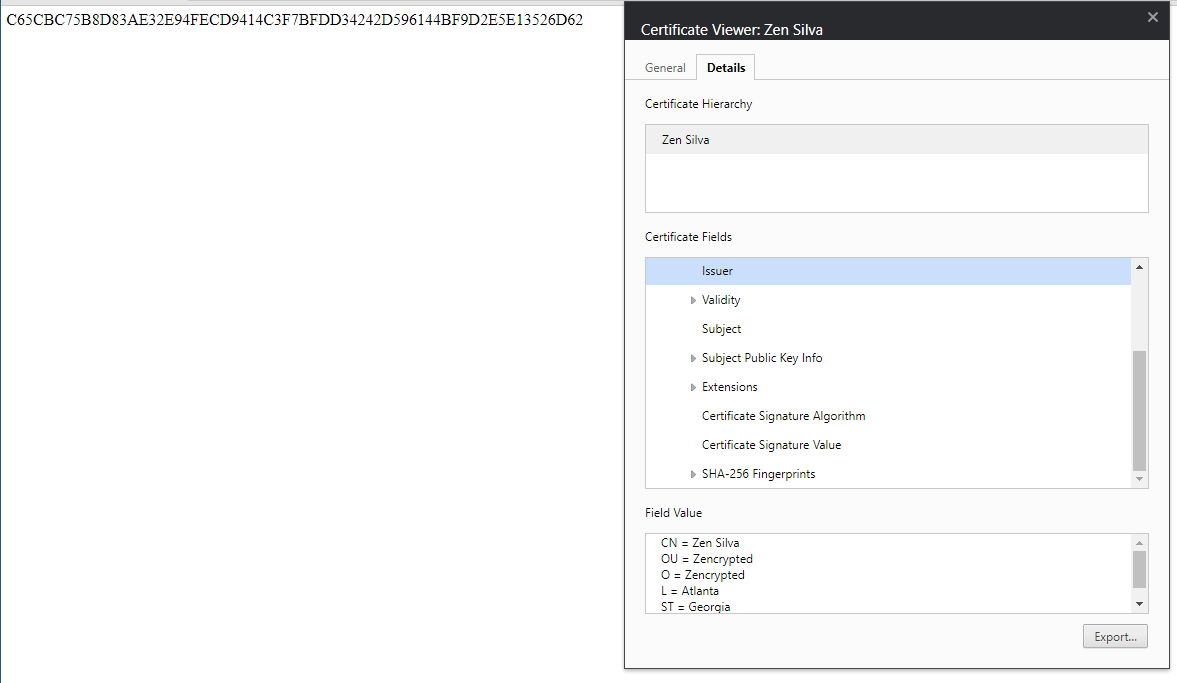 C65CBC75B8D83AE32E94FECD9414C3F7BFDD34242D596144BF9D2E5E13526D62
Certificate Viewer: Zen Silva
General
Details
Certificate Hierarchy
Zen Silva
Certificate Fields
Issuer
Validity
Subject
Subject Public Key Info
Extensions
Certificate Signature Algorithm
Certificate Signature Value
SHA-256 Fingerprints
Field Value
CN = Zen Silva
OU = Zencrypted
O = Zencrypted
L = Atlanta
ST = Georgia
Export...